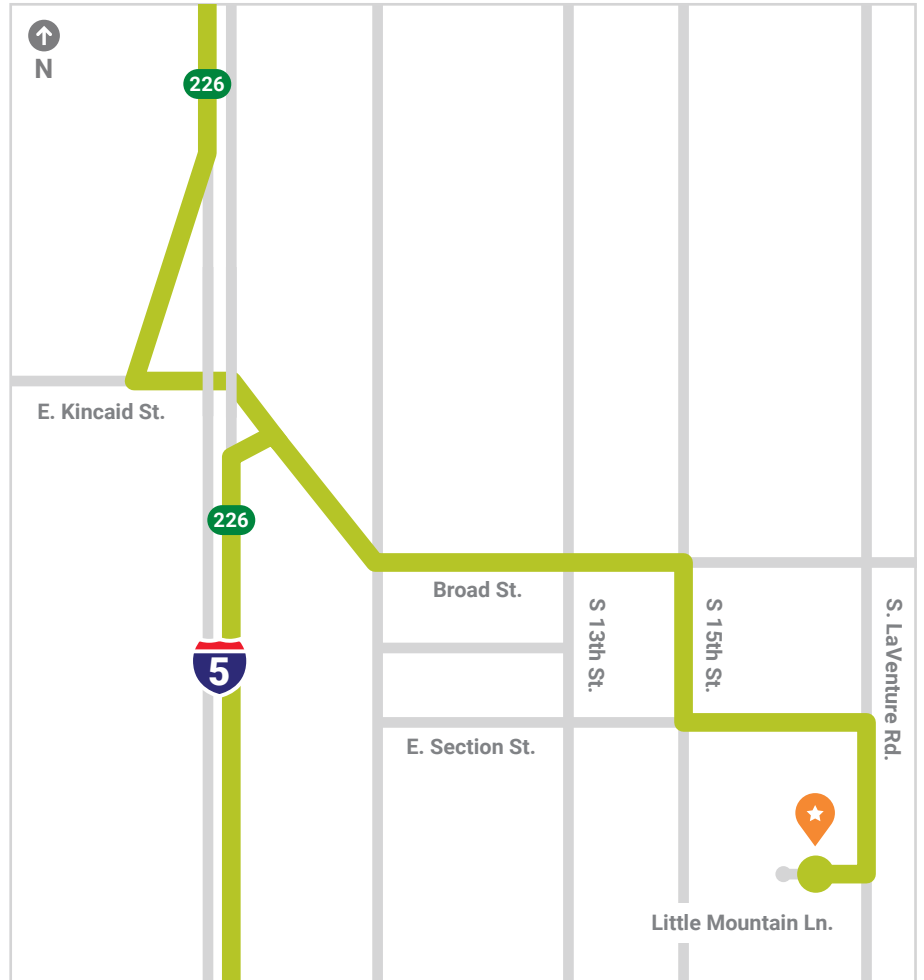 N
226
E. Kincaid St.
226
Broad St.
S 13th St.
S 15th St.
S. LaVenture Rd.
5
E. Section St.
Little Mountain Ln.